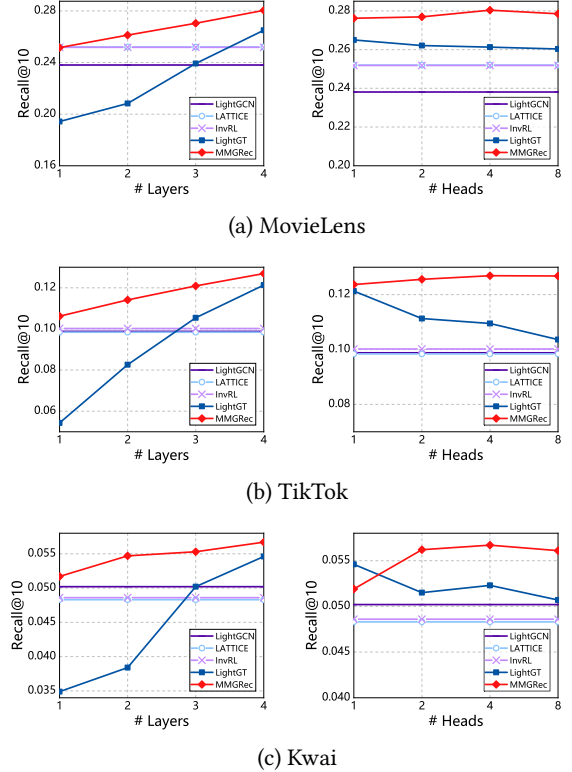 0.28
0.24
0.20
0.16
Recall@10
LightGCN
LATTICE
InvRL
LightGT
MMGRec
1 2 3 4
# Layers
0.28
0.26
0.24
0.22
0.20
Recall@10
LightGCN
LATTICE
InvRL
LightGT
MMGRec
1 2 4 8
# Heads
(a) MovieLens
0.12
0.10
0.08
0.06
Recall@10
LightGCN
LATTICE
InvRL
LightGT
MMGRec
1 2 3 4
# Layers
0.12
0.10
0.08
Recall@10
LightGCN
LATTICE
InvRL
LightGT
MMGRec
1 2 4 8
# Heads
(b) TikTok
0.055
0.050
0.045
0.040
0.035
Recall@10
LightGCN
LATTICE
InvRL
LightGT
MMGRec
1 2 3 4
# Layers
0.055
0.050
0.045
0.040
Recall@10
LightGCN
LATTICE
InvRL
LightGT
MMGRec
1 2 4 8
# Heads
(c) Kwai